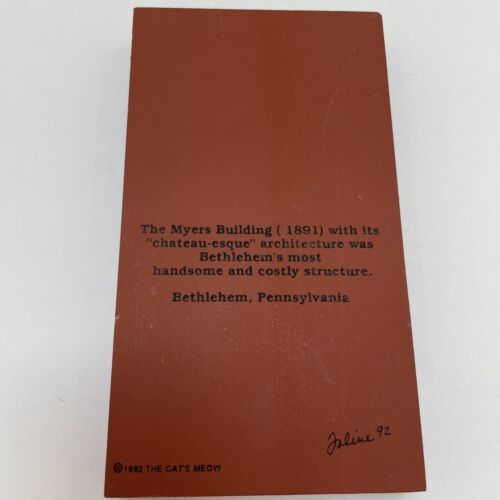 The Myers Building ( 1891) with its
"chateau-esque" architecture was
Bethlehem's most
handsome and costly structure.
Bethlehem, Pennsylvania
Faline 92
©1992 THE CAT'S MEOW